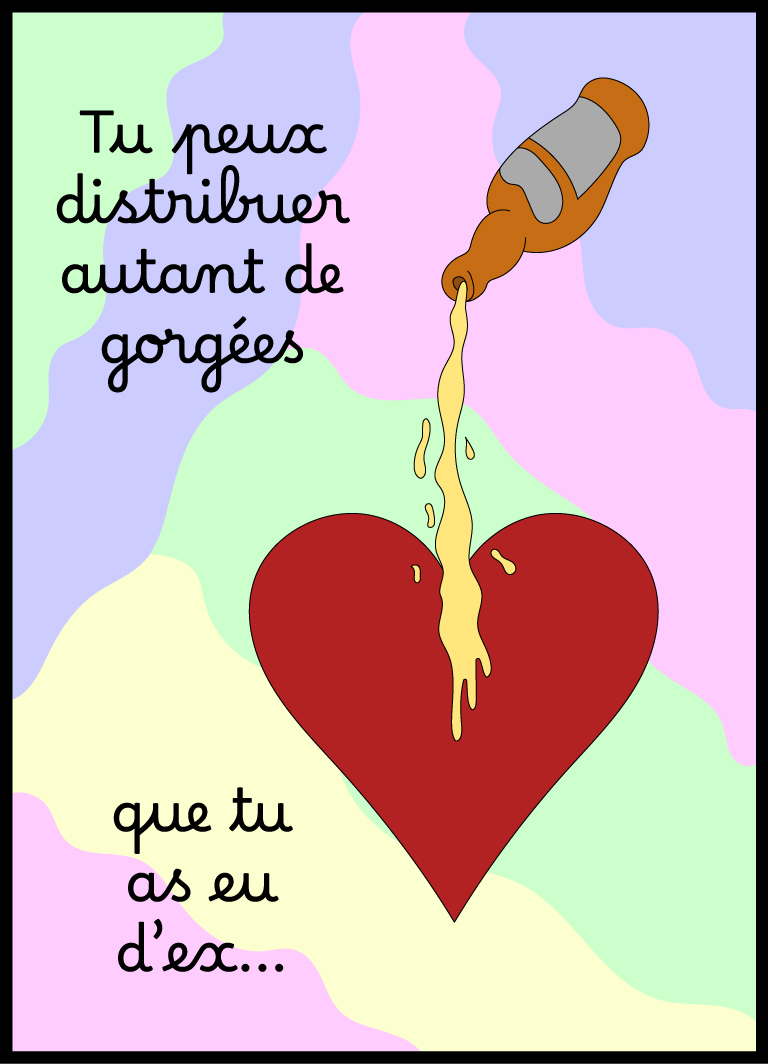 Tu peux
distribuer
autant de
gorgées
que tu
as eu
d'ex...